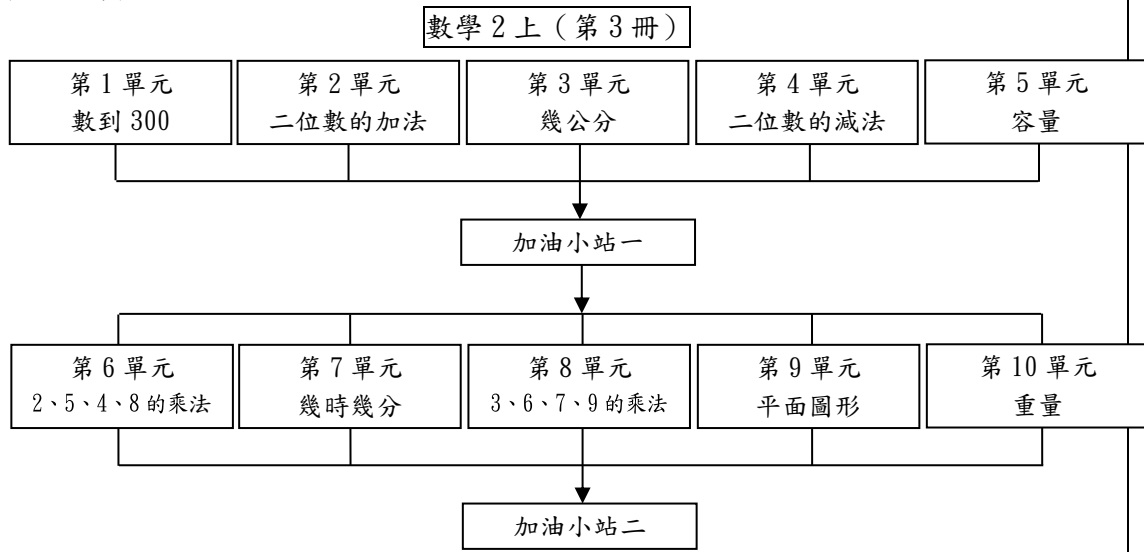 數學2上（第3冊）
第1單元
數到300
第2單元
二位數的加法
第3單元
幾公分
第4單元
二位數的減法
第5單元
容量
加油小站一
第6單元
2、5、4、8的乘法
第7單元
幾時幾分
第8單元
3、6、7、9的乘法
第9單元
平面圖形
第10單元
重量
加油小站二